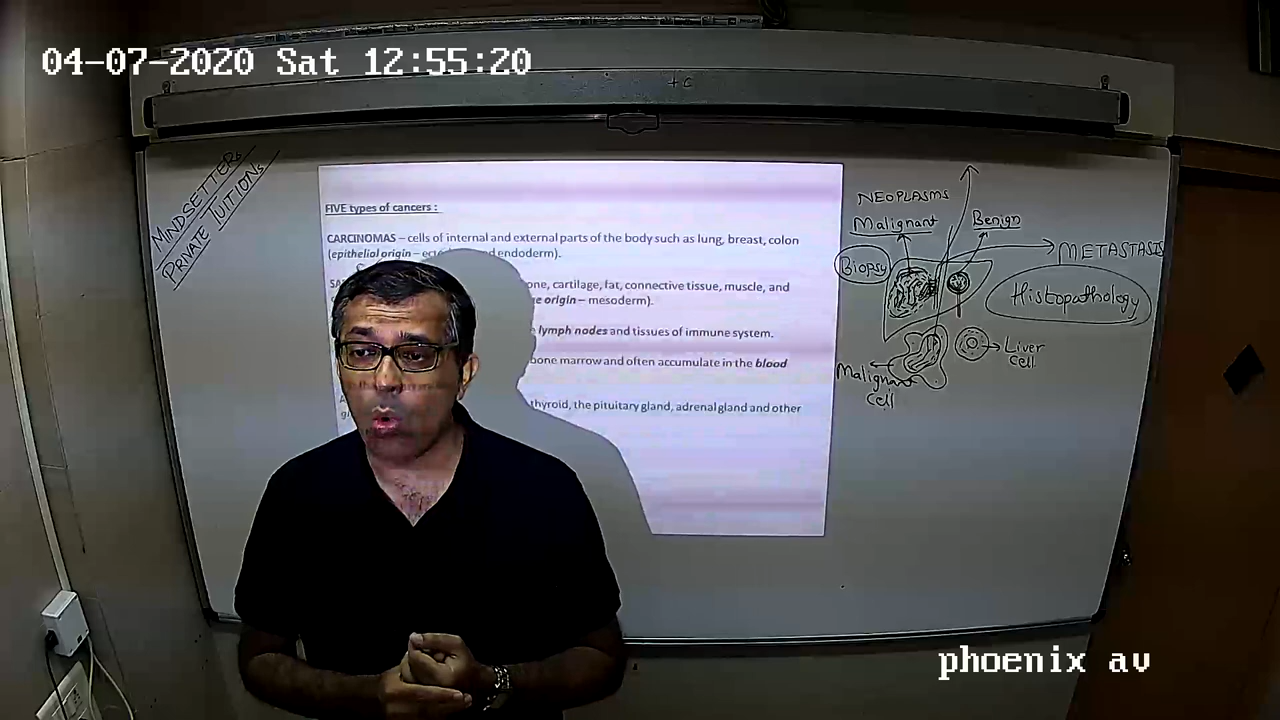 04-07-2020 Sat 12:55:20
+C
MINDSETTERS
PRIVATE TUITIONS
FIVE types of cancers :
CARCINOMAS – cells of internal and external parts of the body such as lung, breast, colon
(epithelial origin – and endoderm).
cartilage, fat, connective tissue, muscle, and
origin – mesoderm).
lymph nodes and tissues of immune system.
bone marrow and often accumulate in the blood
thyroid, the pituitary gland, adrenal gland and other
NEOPLASMS
Malignant
Benign
METASTASIS
Biopsy
Histopathology
Liver
cell
Malignant
cell
phoenix av